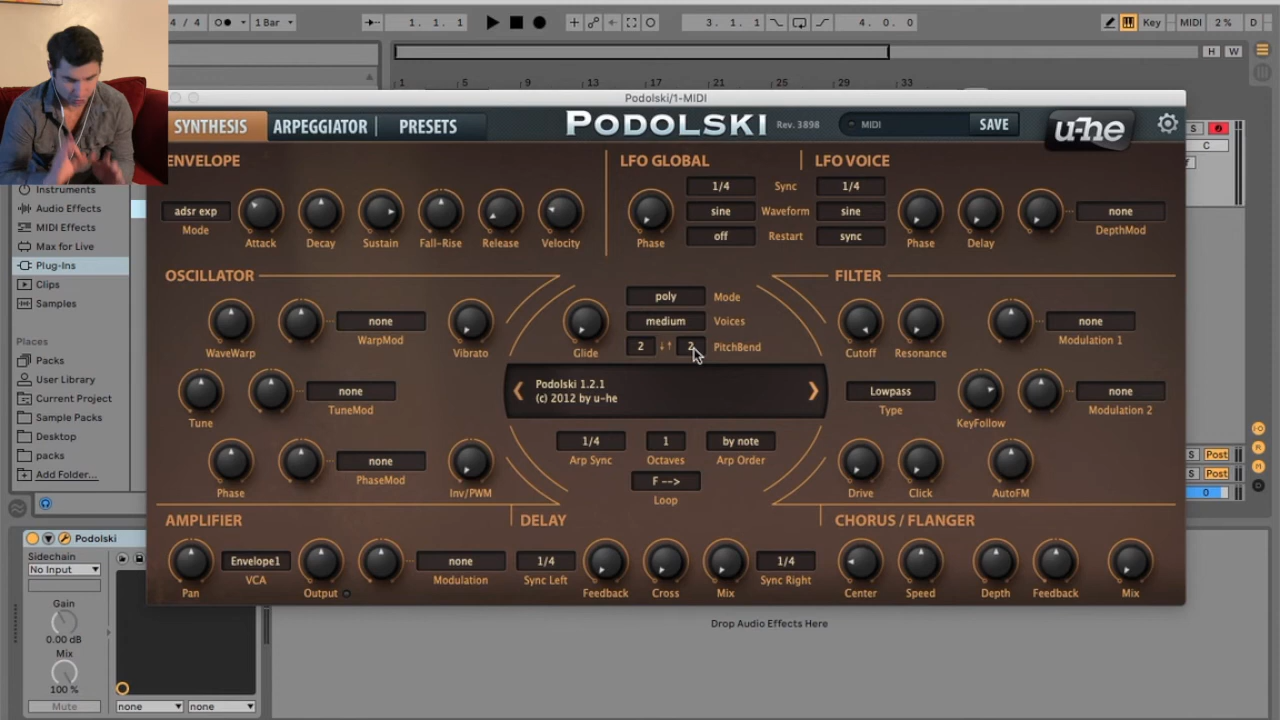 4 / 4 1 Bar 1. 1. 1 3. 1. 1 4. 0. 0 Key MIDI 2 % D
H W
1 5 9 13 17 21 25 29 33
Podolski/1-MIDI
SYNTHESIS ARPEGGIATOR PRESETS PODOLSKI Rev. 3898 MIDI SAVE u-he
ENVELOPE LFO GLOBAL LFO VOICE
1/4 Sync 1/4
adsr exp sine Waveform sine none
Mode off Restart sync
Attack Decay Sustain Fall-Rise Release Velocity Phase Phase Delay DepthMod
OSCILLATOR FILTER
poly Mode
none medium Voices none
WaveWarp WarpMod Vibrato Glide 2 2 PitchBend Cutoff Resonance Modulation 1
none Podolski 1.2.1 Lowpass none
(c) 2012 by u-he
Tune TuneMod Type KeyFollow Modulation 2
1/4 1 by note
none Arp Sync Octaves Arp Order
F -->
Phase PhaseMod Inv/PWM Loop Drive Click AutoFM
AMPLIFIER DELAY CHORUS / FLANGER
Envelope1 none 1/4 1/4
Pan VCA Output Modulation Sync Left Feedback Cross Mix Sync Right Center Speed Depth Feedback Mix
Instruments
Audio Effects
MIDI Effects
Max for Live
Plug-Ins
Clips
Samples
Places
Packs
User Library
Current Project
Sample Packs
Desktop
packs
Add Folder...
S
C
S Post
S Post
0
Podolski
Sidechain
No Input
Gain
0.00 dB
Mix
100 %
Mute none none
Drop Audio Effects Here